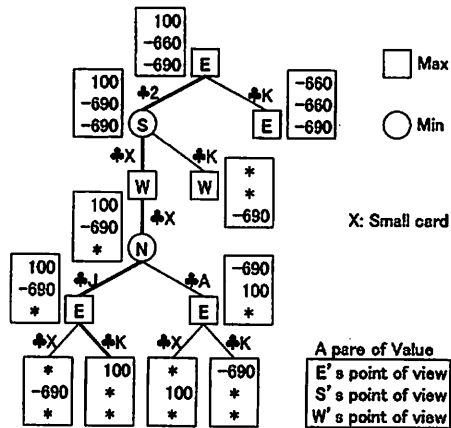 100
-660
-690
E
Max
♣2
♣K
100
-690
-690
S
E
-660
-660
-690
Min
♣X
♣K
W
W
*
*
-690
♣X
X: Small card
100
-690
*
N
♣J
♣A
100
-690
*
E
E
-690
100
*
♣X
♣K
♣X
♣K
*
-690
*
100
*
*
*
100
*
-690
*
*
A pare of Value
E's point of view
S's point of view
W's point of view